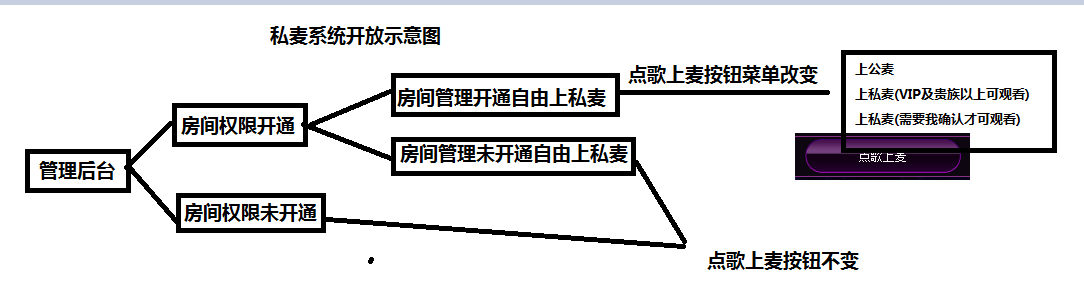 私麦系统开放示意图
点歌上麦按钮菜单改变
上公麦
上私麦(VIP及贵族以上可观看)
上私麦(需要我确认才可观看)
点歌上麦
房间管理开通自由上私麦
房间权限开通
房间管理未开通自由上私麦
管理后台
房间权限未开通
点歌上麦按钮不变